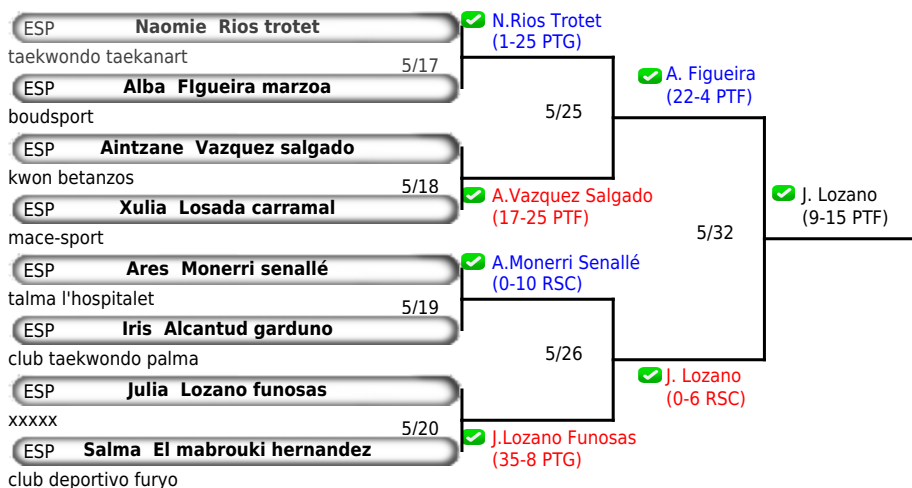 ESP Naomie Rios trotet
taekwondo taekanart
5/17
ESP Alba FIgueira marzoa
boudsport
ESP Aintzane Vazquez salgado
kwon betanzos
5/18
ESP Xulia Losada carramal
mace-sport
ESP Ares Monerri senallé
talma l'hospitalet
5/19
ESP Iris Alcantud garduno
club taekwondo palma
ESP Julia Lozano funosas
xxxxx
5/20
ESP Salma El mabrouki hernandez
club deportivo furyo
N.Rios Trotet
(1-25 PTG)
5/25
A.Vazquez Salgado
(17-25 PTF)
A.Monerri Senallé
(0-10 RSC)
5/26
J.Lozano Funosas
(35-8 PTG)
A. Figueira
(22-4 PTF)
5/32
J. Lozano
(0-6 RSC)
J. Lozano
(9-15 PTF)